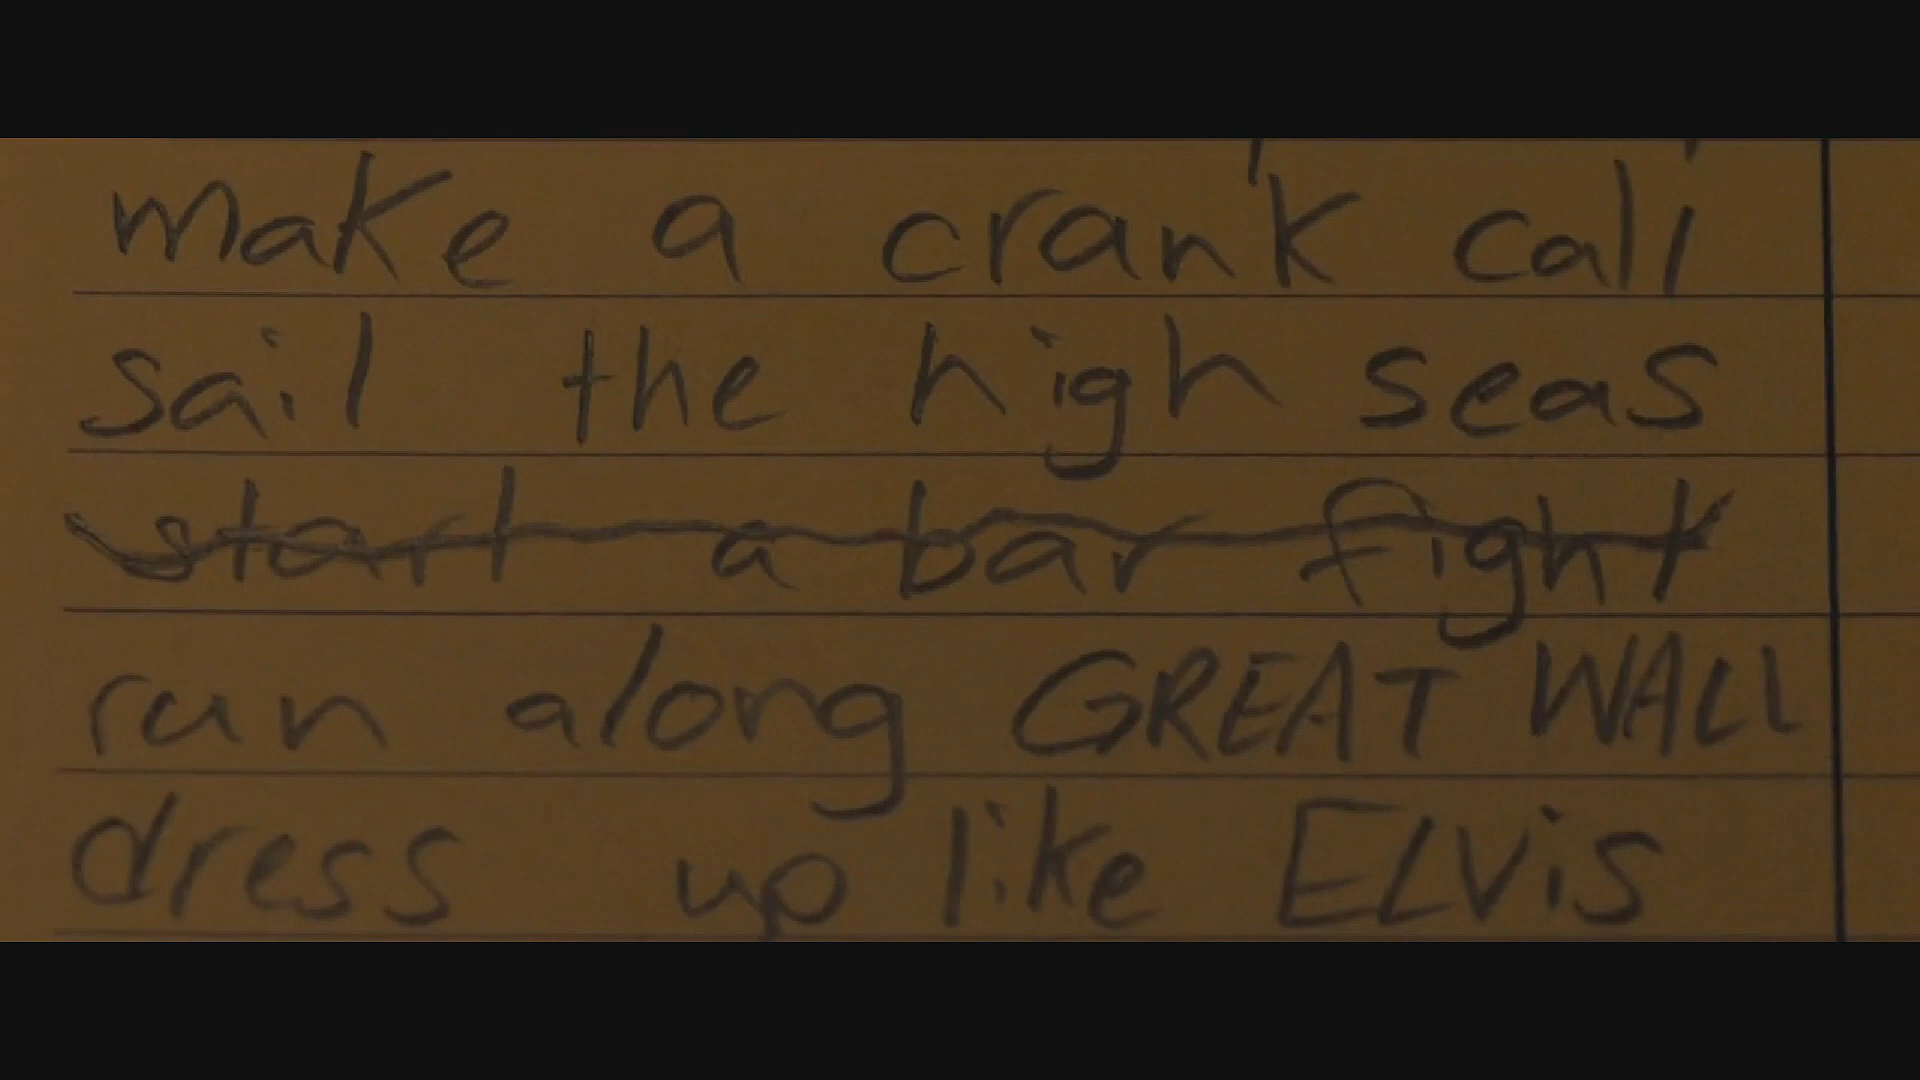 make a crank call
sail the high seas
start a bar fight
run along GREAT WALL
dress up like ELViS